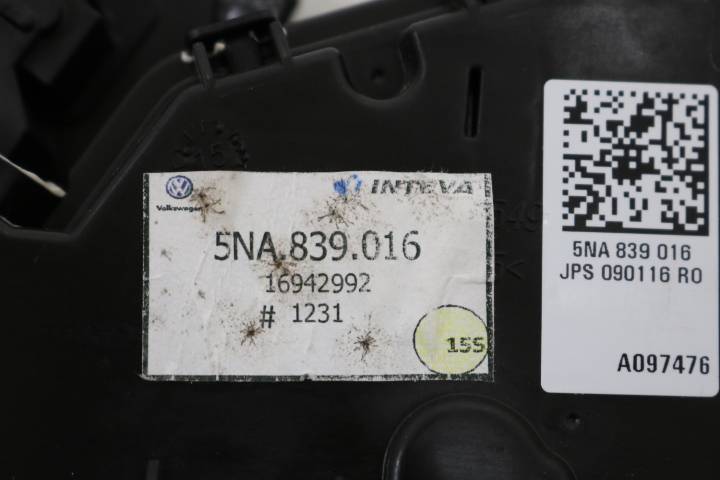 Volkswagen
INTEVA
5NA.839.016
16942992
# 1231
155
5NA 839 016
JPS 090116 RO
A097476